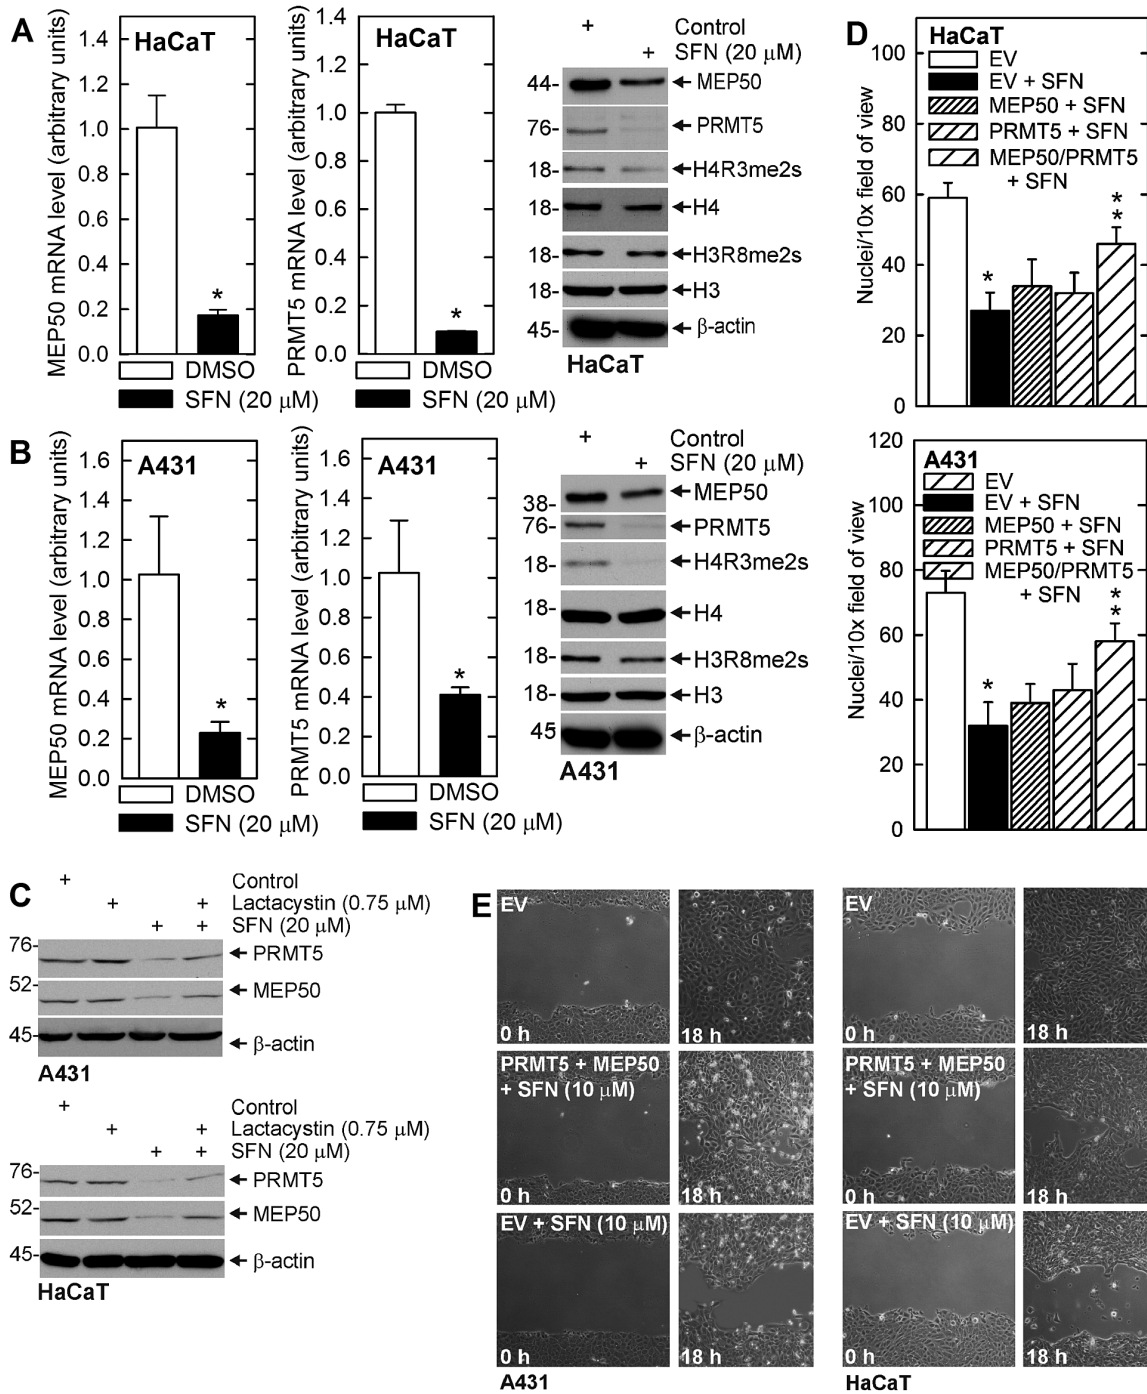 A
MEP50 mRNA level (arbitrary units)
1.4
1.2
1.0
0.8
0.6
0.4
0.2
0.0
HaCaT
*
DMSO
SFN (20 μM)
PRMT5 mRNA level (arbitrary units)
1.4
1.2
1.0
0.8
0.6
0.4
0.2
0.0
HaCaT
*
DMSO
SFN (20 μM)
+ Control
+ SFN (20 μM)
44- MEP50
76- PRMT5
18- H4R3me2s
18- H4
18- H3R8me2s
18- H3
45- β-actin
HaCaT
B
MEP50 mRNA level (arbitrary units)
1.6
1.4
1.2
1.0
0.8
0.6
0.4
0.2
0.0
A431
*
DMSO
SFN (20 μM)
PRMT5 mRNA level (arbitrary units)
1.6
1.4
1.2
1.0
0.8
0.6
0.4
0.2
0.0
A431
*
DMSO
SFN (20 μM)
+ Control
+ SFN (20 μM)
38- MEP50
76- PRMT5
18- H4R3me2s
18- H4
18- H3R8me2s
18- H3
45 β-actin
A431
C
+ Control
+ + Lactacystin (0.75 μM)
+ + SFN (20 μM)
76- PRMT5
52- MEP50
45- β-actin
A431
+ Control
+ + Lactacystin (0.75 μM)
+ + SFN (20 μM)
76- PRMT5
52- MEP50
45- β-actin
HaCaT
D
Nuclei/10x field of view
100
80
60
40
20
0
HaCaT
EV
EV + SFN
MEP50 + SFN
PRMT5 + SFN
MEP50/PRMT5
+ SFN
*
*
*
Nuclei/10x field of view
120
100
80
60
40
20
0
A431
EV
EV + SFN
MEP50 + SFN
PRMT5 + SFN
MEP50/PRMT5
+ SFN
*
*
*
E
EV
0 h
18 h
EV
0 h
18 h
PRMT5 + MEP50
+ SFN (10 μM)
0 h
18 h
PRMT5 + MEP50
+ SFN (10 μM)
0 h
18 h
EV + SFN (10 μM)
0 h
18 h
EV + SFN (10 μM)
0 h
18 h
A431
HaCaT